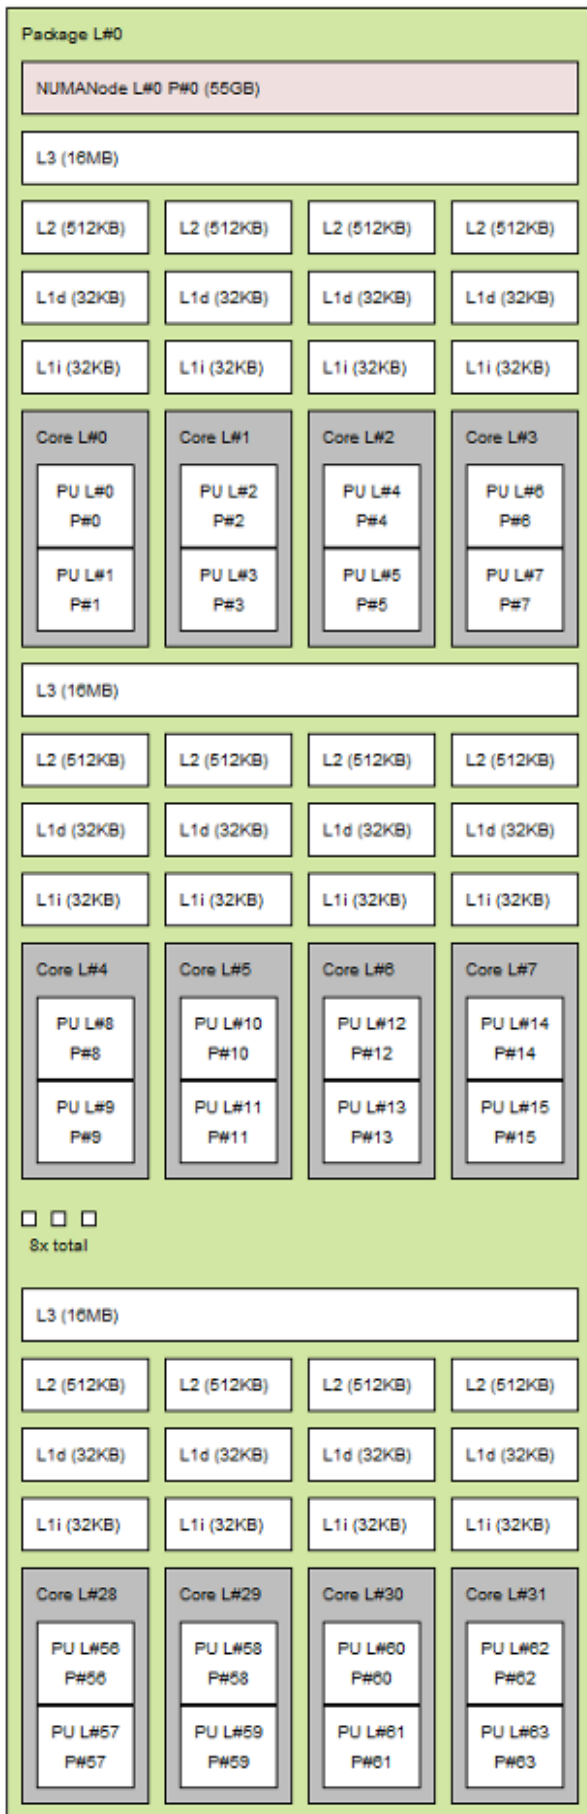 Package L#0
NUMANode L#0 P#0 (55GB)
L3 (16MB)
L2 (512KB) L2 (512KB) L2 (512KB) L2 (512KB)
L1d (32KB) L1d (32KB) L1d (32KB) L1d (32KB)
L1i (32KB) L1i (32KB) L1i (32KB) L1i (32KB)
Core L#0 Core L#1 Core L#2 Core L#3
PU L#0 PU L#2 PU L#4 PU L#6
P#0 P#2 P#4 P#6
PU L#1 PU L#3 PU L#5 PU L#7
P#1 P#3 P#5 P#7
L3 (16MB)
L2 (512KB) L2 (512KB) L2 (512KB) L2 (512KB)
L1d (32KB) L1d (32KB) L1d (32KB) L1d (32KB)
L1i (32KB) L1i (32KB) L1i (32KB) L1i (32KB)
Core L#4 Core L#5 Core L#6 Core L#7
PU L#8 PU L#10 PU L#12 PU L#14
P#8 P#10 P#12 P#14
PU L#9 PU L#11 PU L#13 PU L#15
P#9 P#11 P#13 P#15
8x total
L3 (16MB)
L2 (512KB) L2 (512KB) L2 (512KB) L2 (512KB)
L1d (32KB) L1d (32KB) L1d (32KB) L1d (32KB)
L1i (32KB) L1i (32KB) L1i (32KB) L1i (32KB)
Core L#28 Core L#29 Core L#30 Core L#31
PU L#56 PU L#58 PU L#60 PU L#62
P#56 P#58 P#60 P#62
PU L#57 PU L#59 PU L#61 PU L#63
P#57 P#59 P#61 P#63